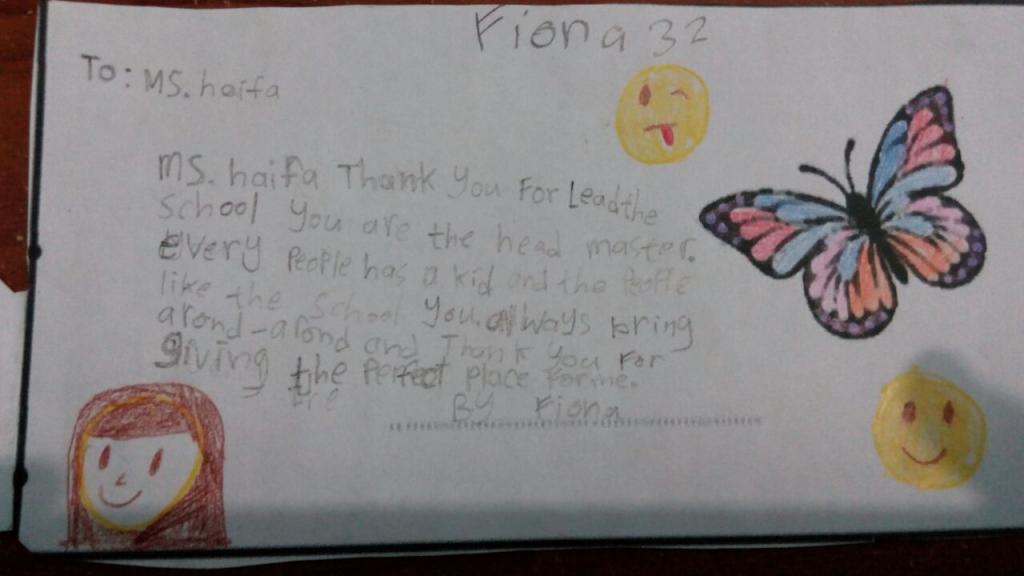 Fiona 32
To: MS. haifa
MS. haifa Thank you For Lead the
School you are the head master.
every people has a kid and the people
like the School you always bring
arond-arond and Thank you For
giving the Perfect place forme.
BY Fiona